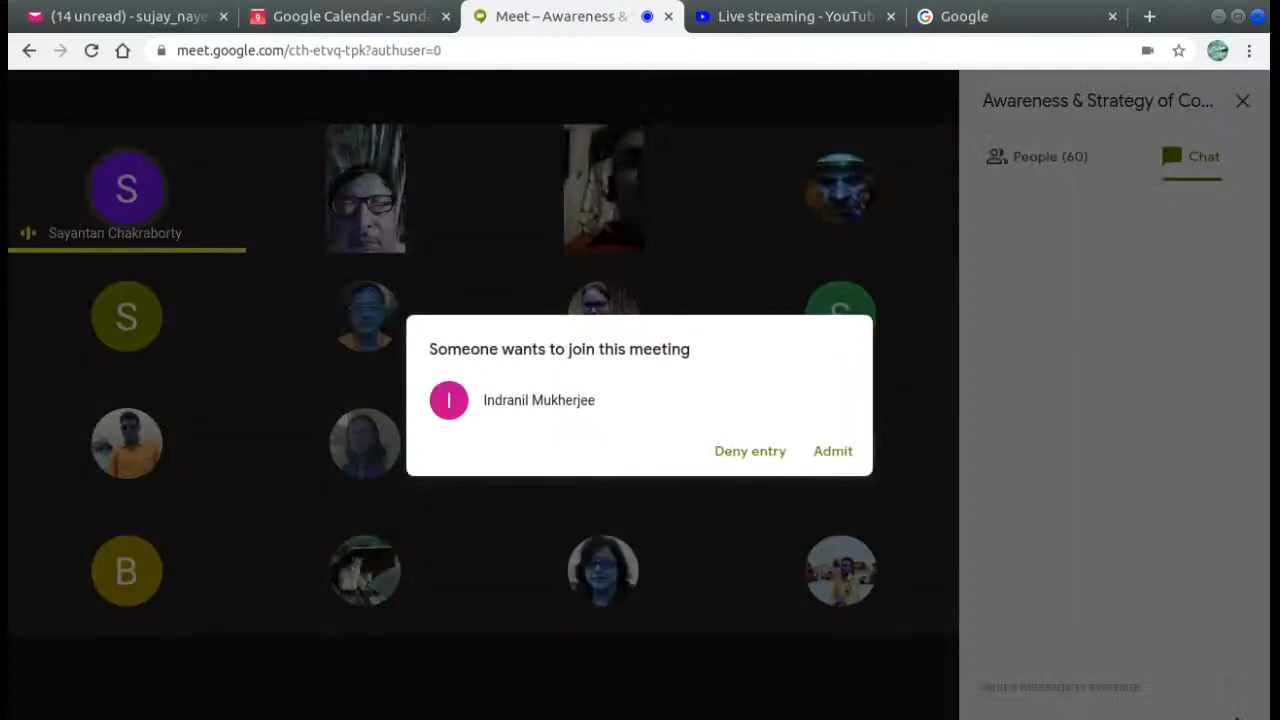 (14 unread) - sujay_naye
Google Calendar - Sund
Meet – Awareness &
Live streaming - YouTub
Google
meet.google.com/cth-etvq-tpk?authuser=0
Awareness & Strategy of Co...
People (60)
Chat
S
Sayantan Chakraborty
S
S
Someone wants to join this meeting
I
Indranil Mukherjee
Deny entry
Admit
B